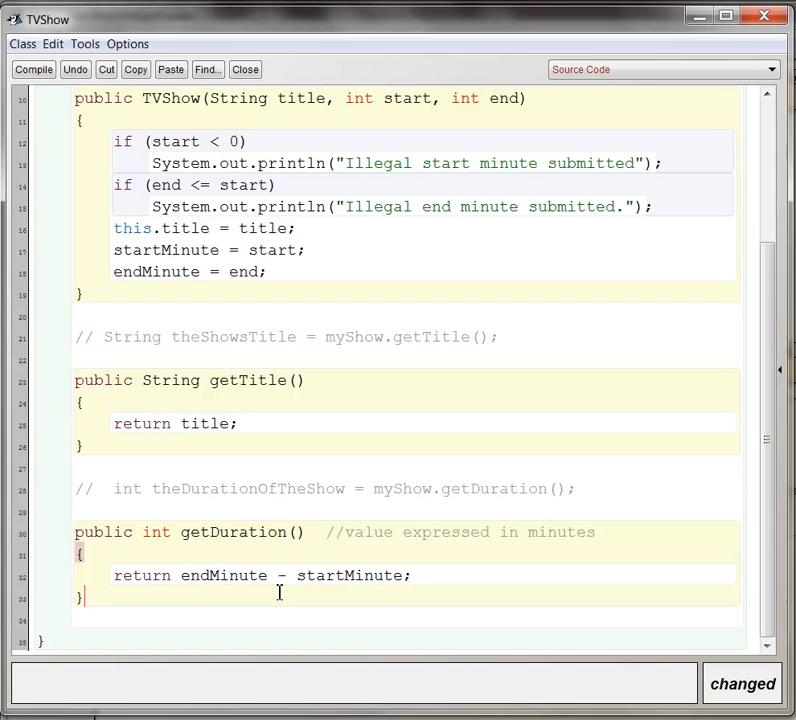 TVShow
Class Edit Tools Options
Compile Undo Cut Copy Paste Find... Close Source Code
10 public TVShow(String title, int start, int end)
11 {
12 if (start < 0)
13 System.out.println("Illegal start minute submitted");
14 if (end <= start)
15 System.out.println("Illegal end minute submitted.");
16 this.title = title;
17 startMinute = start;
18 endMinute = end;
19 }
20
21 // String theShowsTitle = myShow.getTitle();
22
23 public String getTitle()
24 {
25 return title;
26 }
27
28 // int theDurationOfTheShow = myShow.getDuration();
29
30 public int getDuration() //value expressed in minutes
31 {
32 return endMinute - startMinute;
33 }
34
35 }
changed